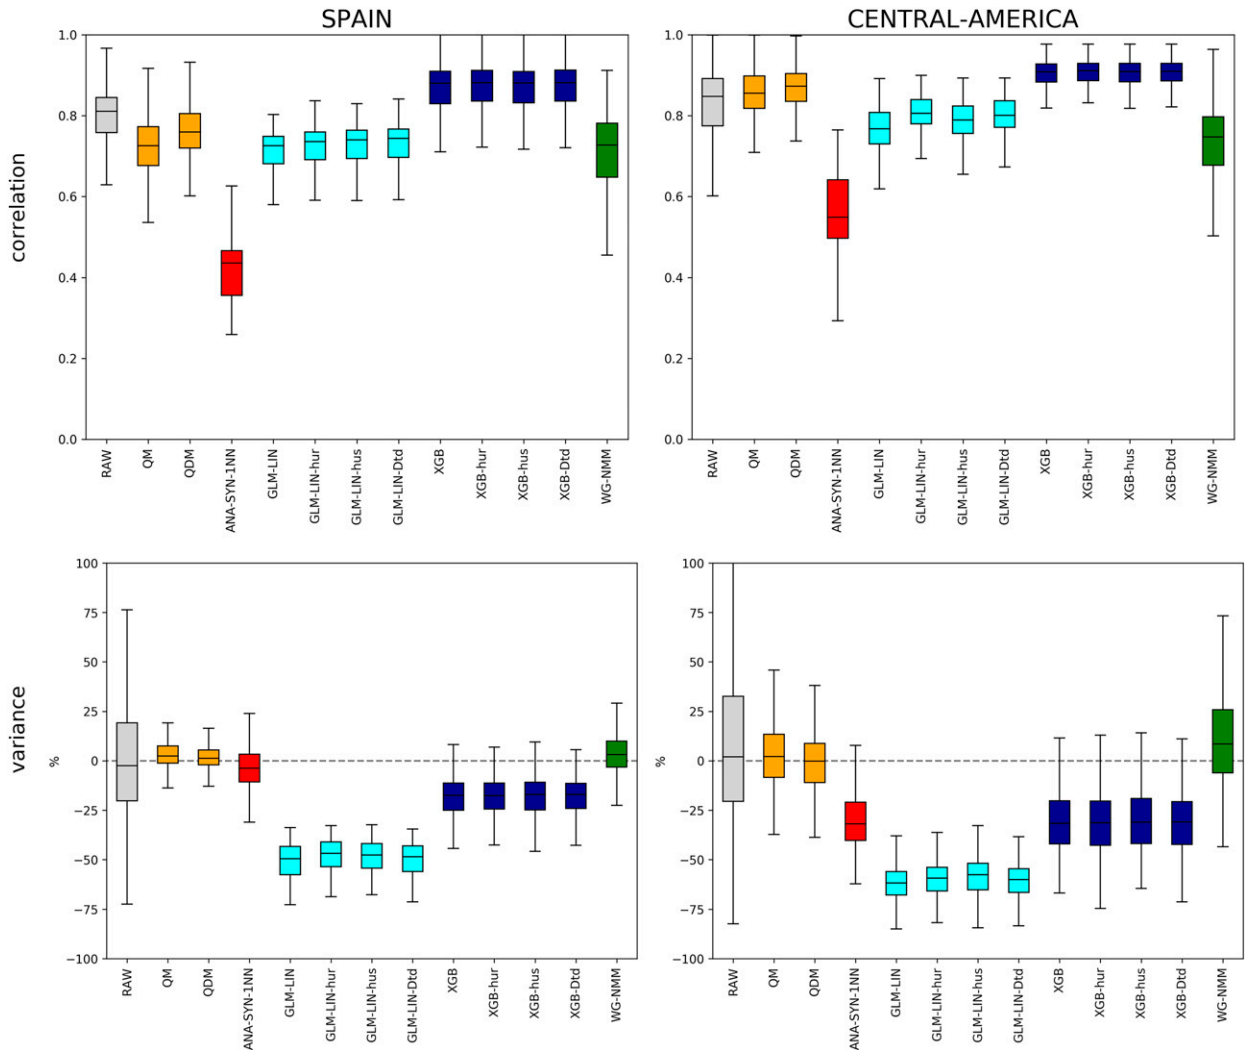 SPAIN
CENTRAL-AMERICA
correlation
1.0
0.8
0.6
0.4
0.2
0.0
RAW
QM
QDM
ANA-SYN-1NN
GLM-LIN
GLM-LIN-hur
GLM-LIN-hus
GLM-LIN-Dtd
XGB
XGB-hur
XGB-hus
XGB-Dtd
WG-NMM
1.0
0.8
0.6
0.4
0.2
0.0
RAW
QM
QDM
ANA-SYN-1NN
GLM-LIN
GLM-LIN-hur
GLM-LIN-hus
GLM-LIN-Dtd
XGB
XGB-hur
XGB-hus
XGB-Dtd
WG-NMM
variance
%
100
75
50
25
0
−25
−50
−75
−100
RAW
QM
QDM
ANA-SYN-1NN
GLM-LIN
GLM-LIN-hur
GLM-LIN-hus
GLM-LIN-Dtd
XGB
XGB-hur
XGB-hus
XGB-Dtd
WG-NMM
%
100
75
50
25
0
−25
−50
−75
−100
RAW
QM
QDM
ANA-SYN-1NN
GLM-LIN
GLM-LIN-hur
GLM-LIN-hus
GLM-LIN-Dtd
XGB
XGB-hur
XGB-hus
XGB-Dtd
WG-NMM